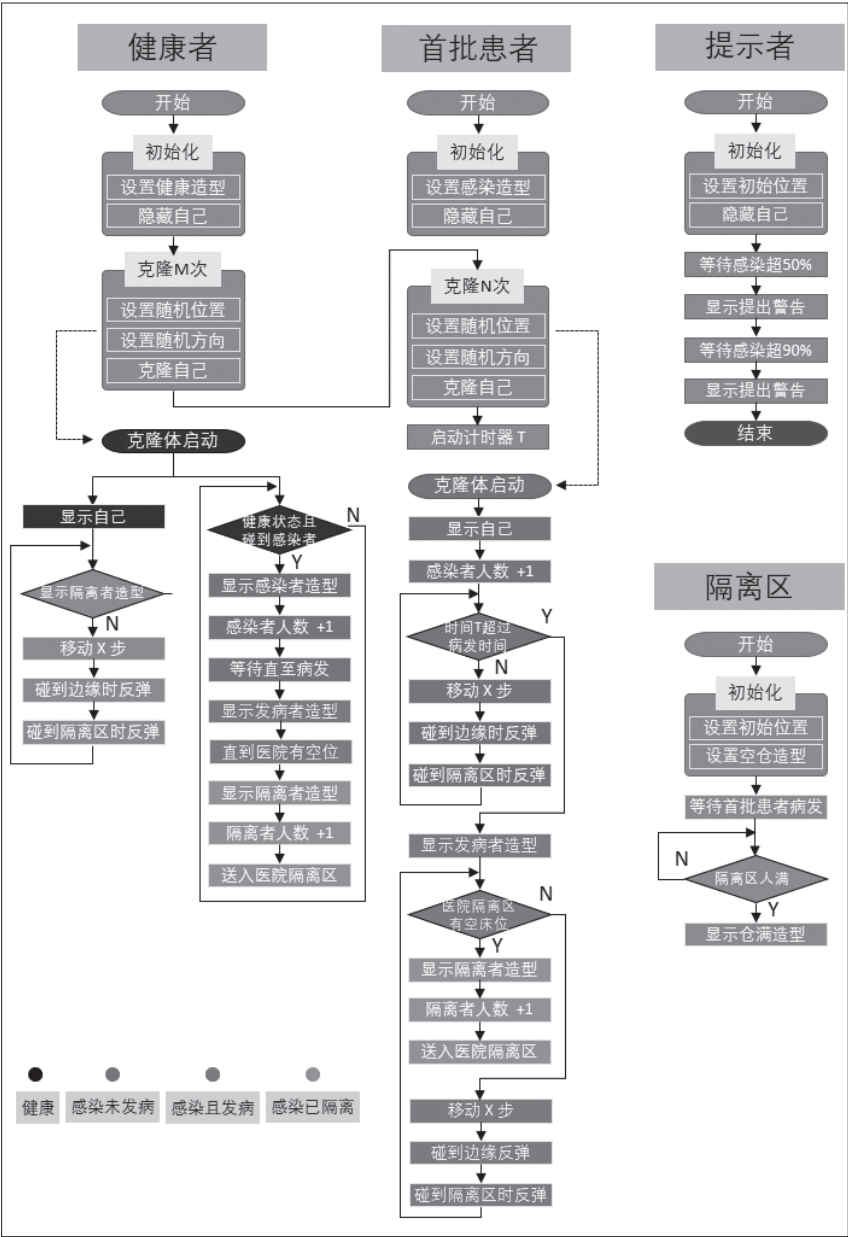 健康者
开始
初始化
设置健康造型
隐藏自己
克隆M次
设置随机位置
设置随机方向
克隆自己
克隆体启动
显示自己
显示隔离者造型
N
移动 X 步
碰到边缘时反弹
碰到隔离区时反弹
健康状态且
碰到感染者
N
Y
显示感染者造型
感染者人数 +1
等待直至病发
显示发病者造型
直到医院有空位
显示隔离者造型
隔离者人数 +1
送入医院隔离区
首批患者
开始
初始化
设置感染造型
隐藏自己
克隆N次
设置随机位置
设置随机方向
克隆自己
启动计时器 T
克隆体启动
显示自己
感染者人数 +1
时间T超过
病发时间
Y
N
移动 X 步
碰到边缘时反弹
碰到隔离区时反弹
显示发病者造型
医院隔离区
有空床位
N
Y
显示隔离者造型
隔离者人数 +1
送入医院隔离区
移动 X 步
碰到边缘反弹
碰到隔离区时反弹
提示者
开始
初始化
设置初始位置
隐藏自己
等待感染超50%
显示提出警告
等待感染超90%
显示提出警告
结束
隔离区
开始
初始化
设置初始位置
设置空仓造型
等待首批患者病发
N
隔离区人满
Y
显示仓满造型
健康
感染未发病
感染且发病
感染已隔离